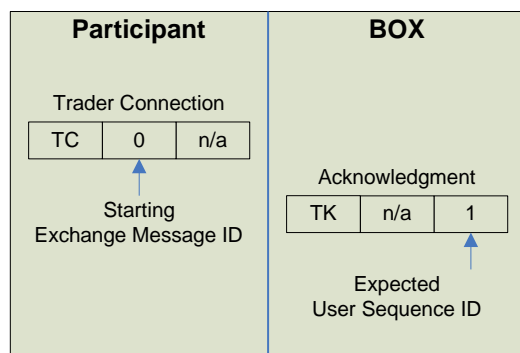 Participant
BOX
Trader Connection
TC 0 n/a
Starting
Exchange Message ID
Acknowledgment
TK n/a 1
Expected
User Sequence ID